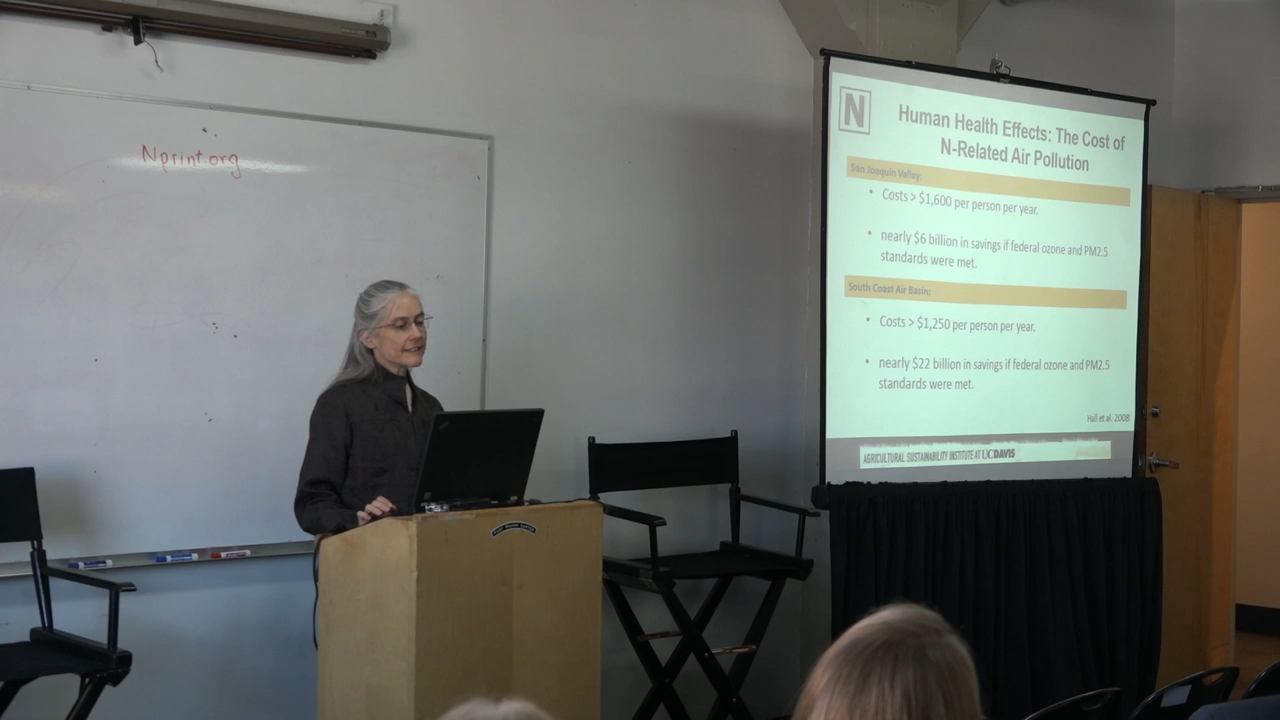 Nprint.org
N
Human Health Effects: The Cost of
N-Related Air Pollution
San Joaquin Valley:
• Costs > $1,600 per person per year.
• nearly $6 billion in savings if federal ozone and PM2.5
standards were met.
South Coast Air Basin:
• Costs > $1,250 per person per year.
• nearly $22 billion in savings if federal ozone and PM2.5
standards were met.
Hall et al. 2008
AGRICULTURAL SUSTAINABILITY INSTITUTE AT UCDAVIS